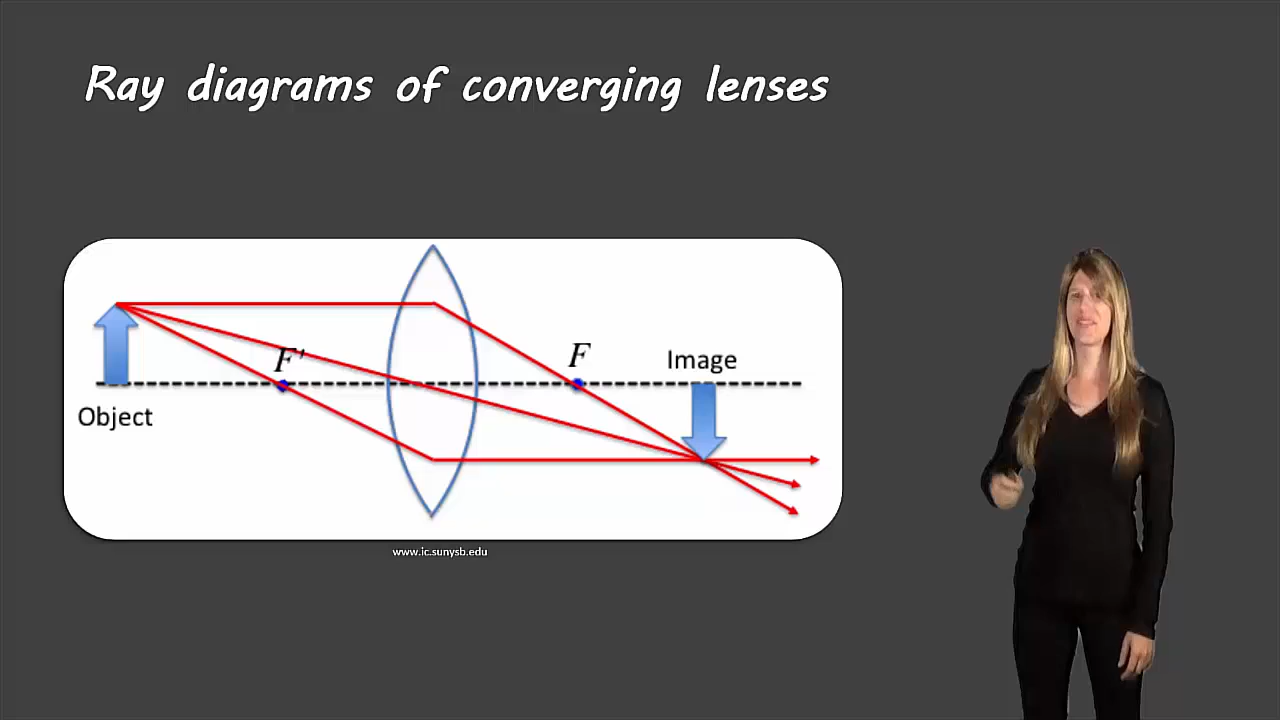 Ray diagrams of converging lenses
F'
F
Image
Object
www.ic.sunysb.edu